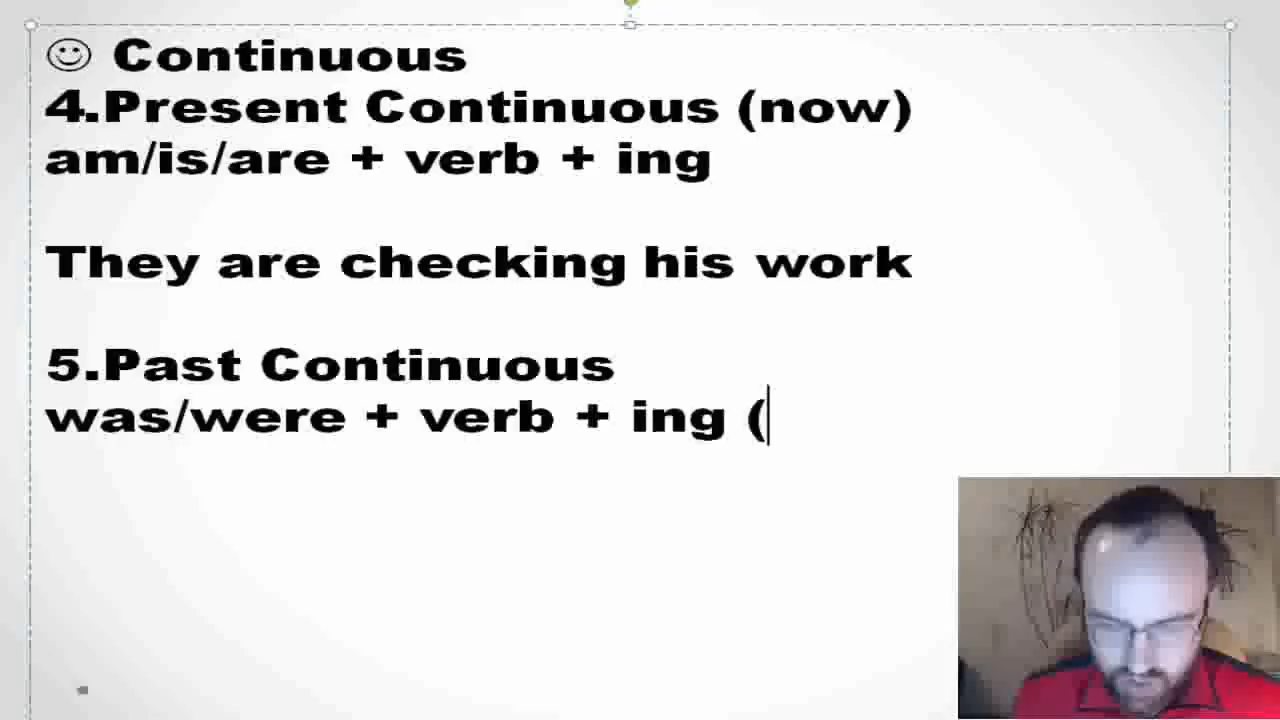 ☺ Continuous
4.Present Continuous (now)
am/is/are + verb + ing
They are checking his work
5.Past Continuous
was/were + verb + ing (